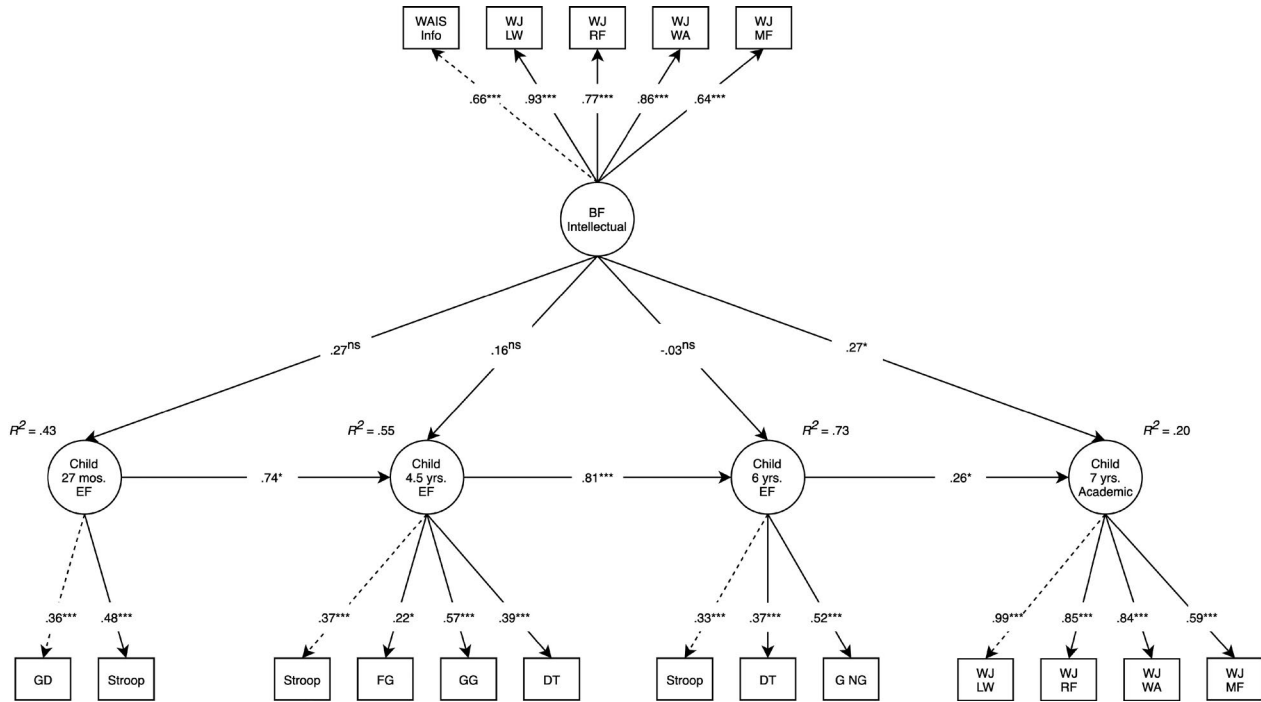 WAIS
Info
WJ
LW
WJ
RF
WJ
WA
WJ
MF
.66***
.93***
.77***
.86***
.64***
BF
Intellectual
.27ns
.16ns
-.03ns
.27*
R² = .43
R² = .55
R² = .73
R² = .20
Child
27 mos.
EF
.74*
Child
4.5 yrs.
EF
.81***
Child
6 yrs.
EF
.26*
Child
7 yrs.
Academic
.36***
.48***
.37***
.22*
.57***
.39***
.33***
.37***
.52***
.99***
.85***
.84***
.59***
GD
Stroop
Stroop
FG
GG
DT
Stroop
DT
G NG
WJ
LW
WJ
RF
WJ
WA
WJ
MF